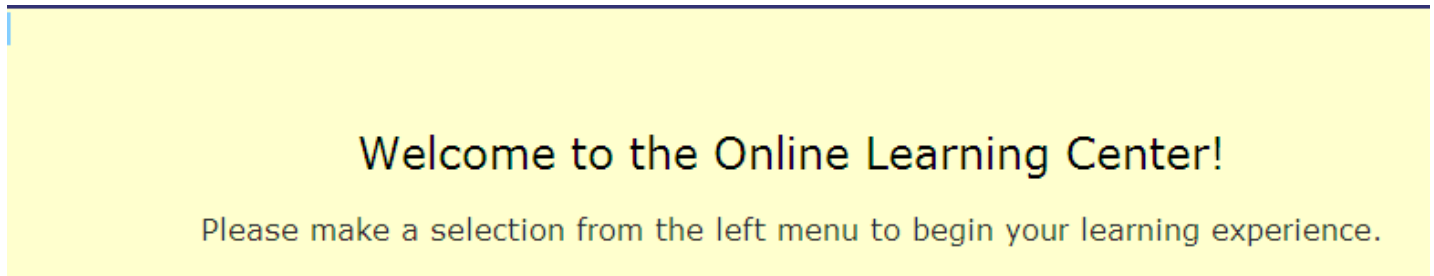 Welcome to the Online Learning Center!
Please make a selection from the left menu to begin your learning experience.